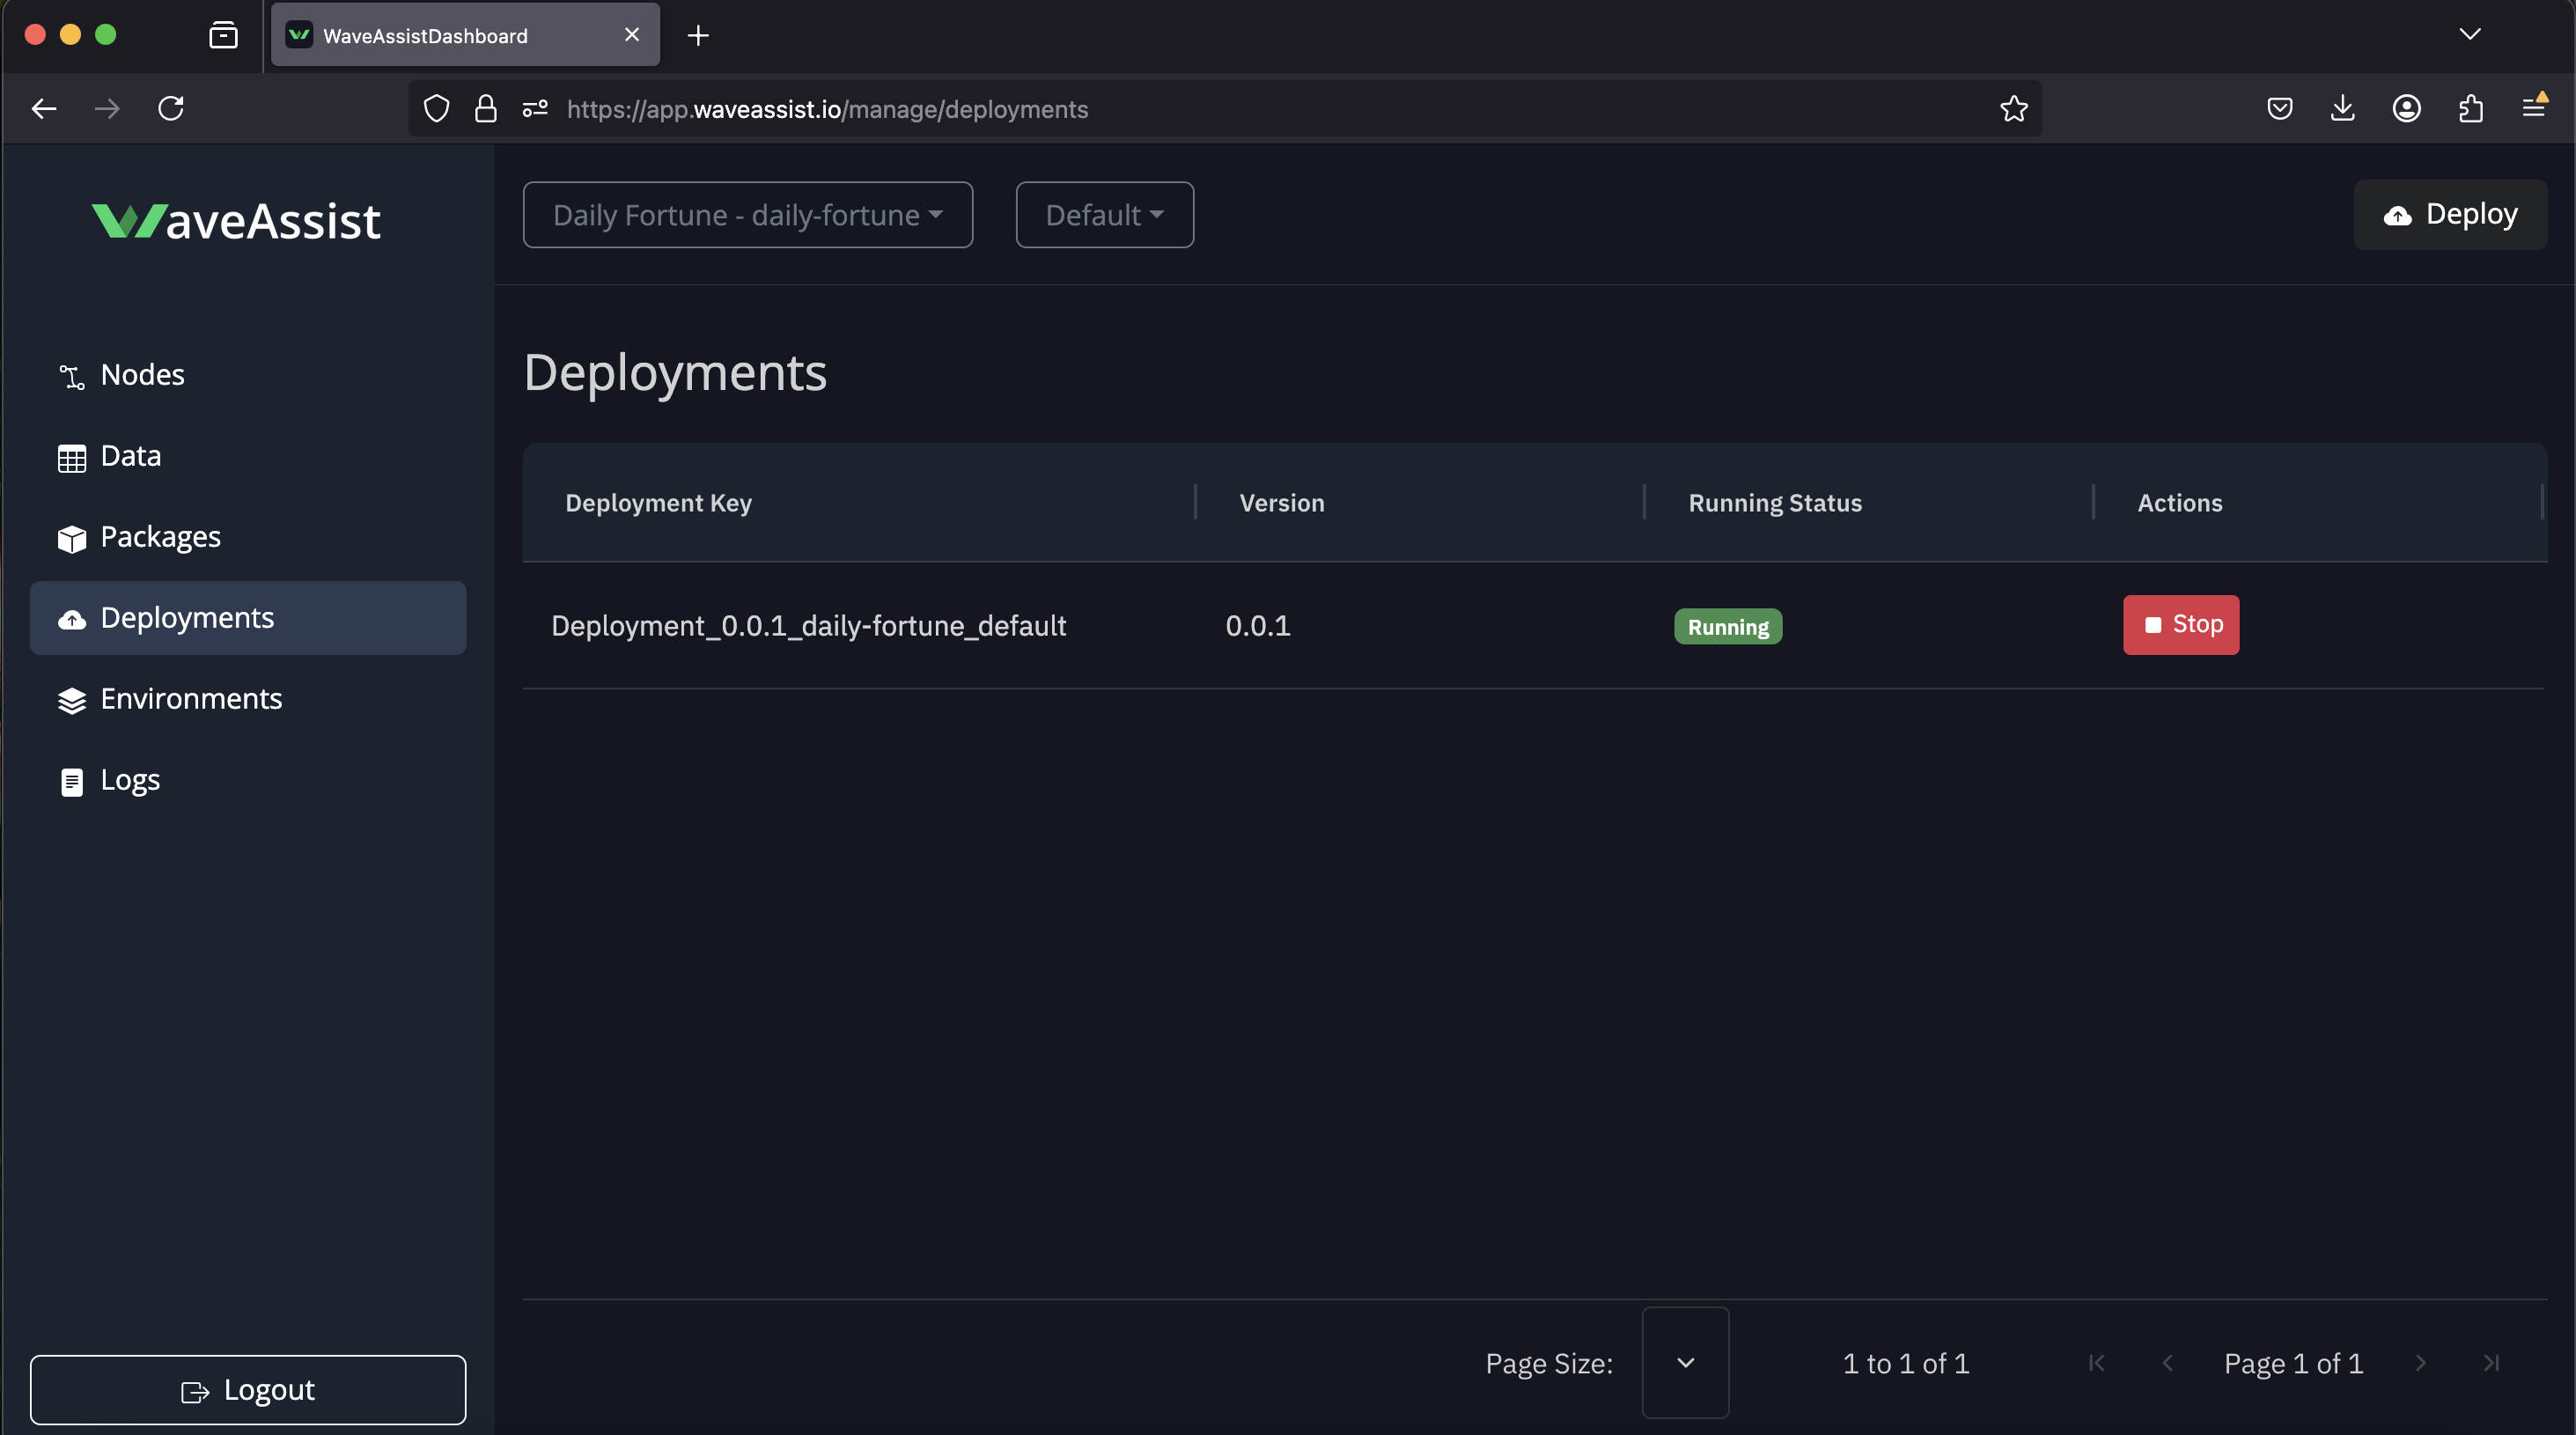 WaveAssistDashboard
https://app.waveassist.io/manage/deployments
WaveAssist
Daily Fortune - daily-fortune
Default
Deploy
Nodes
Data
Packages
Deployments
Environments
Logs
Logout
Deployments
Deployment Key
Version
Running Status
Actions
Deployment_0.0.1_daily-fortune_default
0.0.1
Running
Stop
Page Size:
1 to 1 of 1
Page 1 of 1